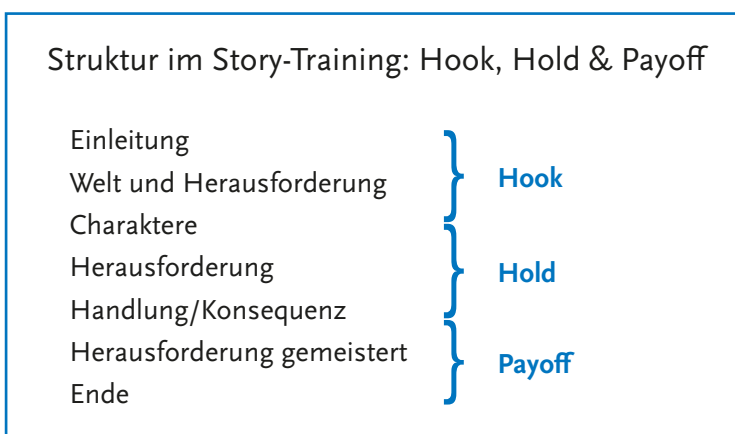 Struktur im Story-Training: Hook, Hold & Payoff
Einleitung
Welt und Herausforderung
Hook
Charaktere
Herausforderung
Hold
Handlung/Konsequenz
Herausforderung gemeistert
Payoff
Ende